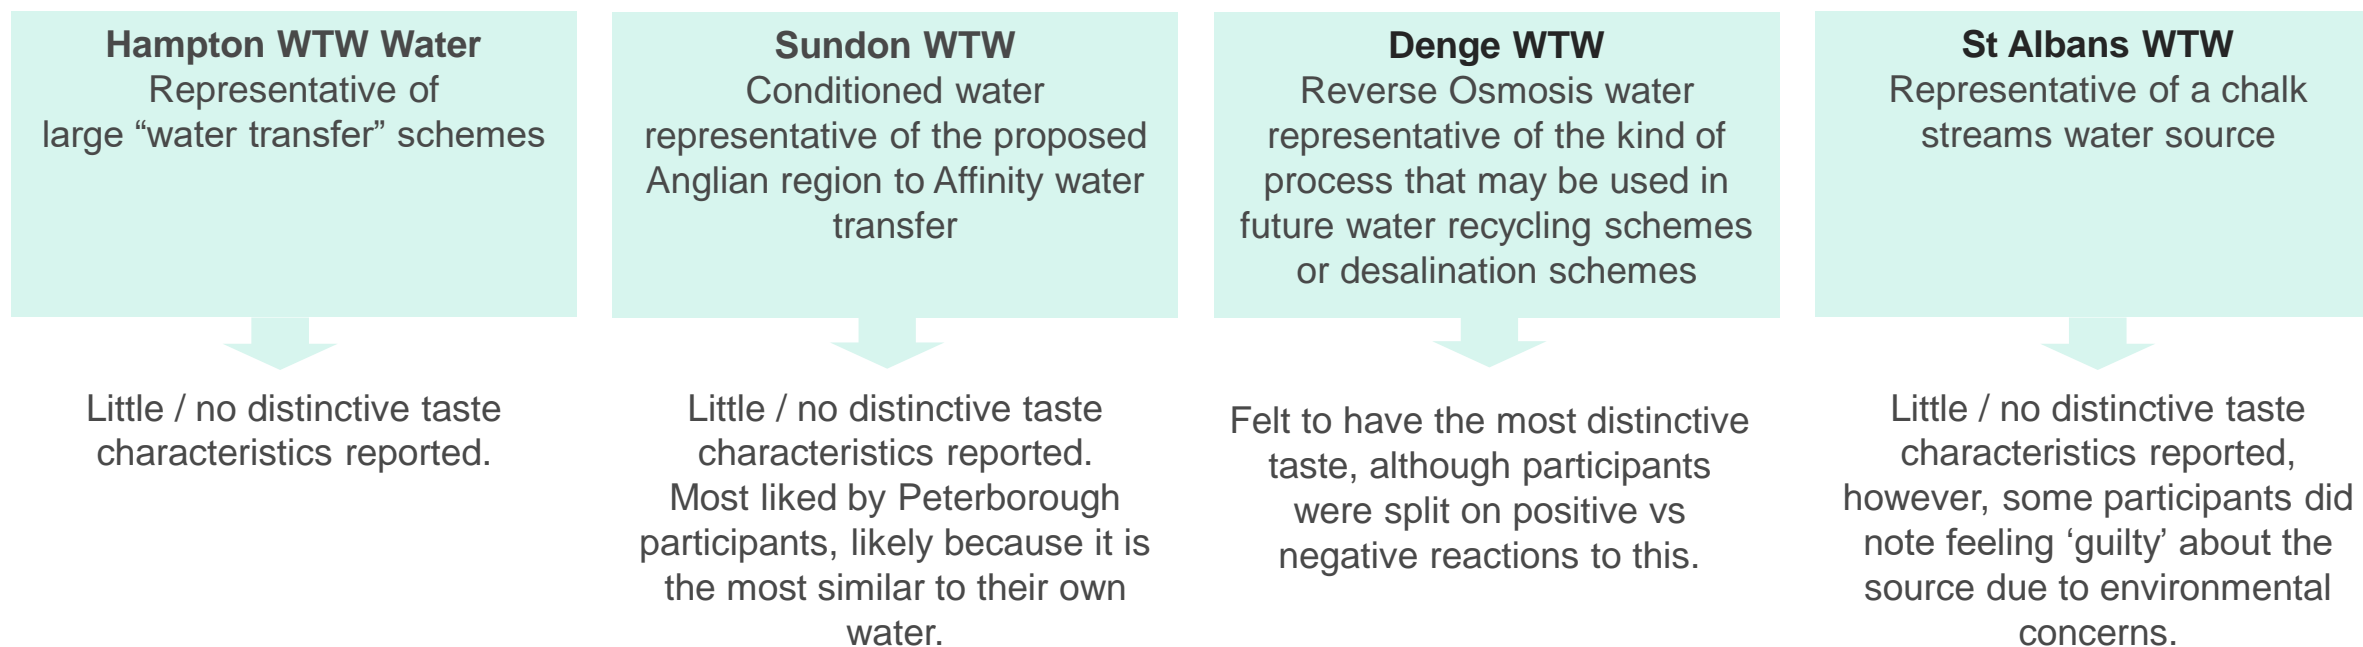 Hampton WTW Water
Representative of
large “water transfer” schemes
Little / no distinctive taste
characteristics reported.
Sundon WTW
Conditioned water
representative of the proposed
Anglian region to Affinity water
transfer
Little / no distinctive taste
characteristics reported.
Most liked by Peterborough
participants, likely because it is
the most similar to their own
water.
Denge WTW
Reverse Osmosis water
representative of the kind of
process that may be used in
future water recycling schemes
or desalination schemes
Felt to have the most distinctive
taste, although participants
were split on positive vs
negative reactions to this.
St Albans WTW
Representative of a chalk
streams water source
Little / no distinctive taste
characteristics reported,
however, some participants did
note feeling ‘guilty’ about the
source due to environmental
concerns.